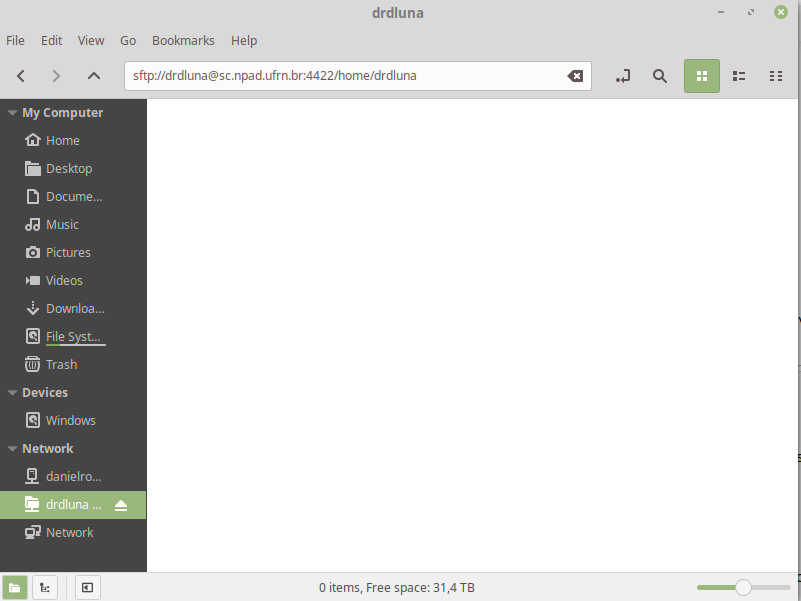 drdluna
File Edit View Go Bookmarks Help
sftp://drdluna@sc.npad.ufrn.br:4422/home/drdluna
My Computer
Home
Desktop
Docume...
Music
Pictures
Videos
Downloa...
File Syst...
Trash
Devices
Windows
Network
danielro...
drdluna ...
Network
0 items, Free space: 31,4 TB